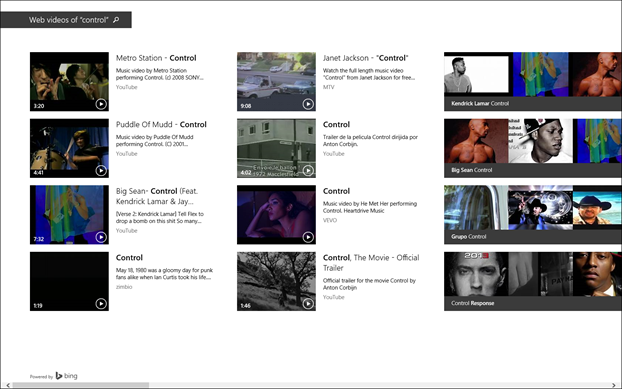 Web videos of "control"
Metro Station - Control
Music video by Metro Station
performing Control. (c) 2008 SONY...
YouTube
3:20
Puddle Of Mudd - Control
Music video by Puddle Of Mudd
performing Control. (C) 2001...
YouTube
4:41
Big Sean- Control (Feat.
Kendrick Lamar & Jay...
[Verse 2: Kendrick Lamar] Tell Flex to
drop a bomb on this shit So many...
YouTube
7:32
Control
May 18, 1980 was a gloomy day for punk
fans alike when Ian Curtis took his life....
zimbio
1:19
Janet Jackson - "Control"
Watch the full length music video
"Control" from Janet Jackson for free...
MTV
9:08
Control
Trailer de la pelicula Control dirijida por
Anton Corbijn.
YouTube
4:02
1972 Macclesfield
Control
Music video by He Met Her performing
Control. Heartdrive Music
VEVO
Control, The Movie - Official
Trailer
Official trailer for the movie Control by
Anton Corbijn
YouTube
1:46
Kendrick Lamar Control
Big Sean Control
Grupo Control
2013
Control Response
Powered by bing